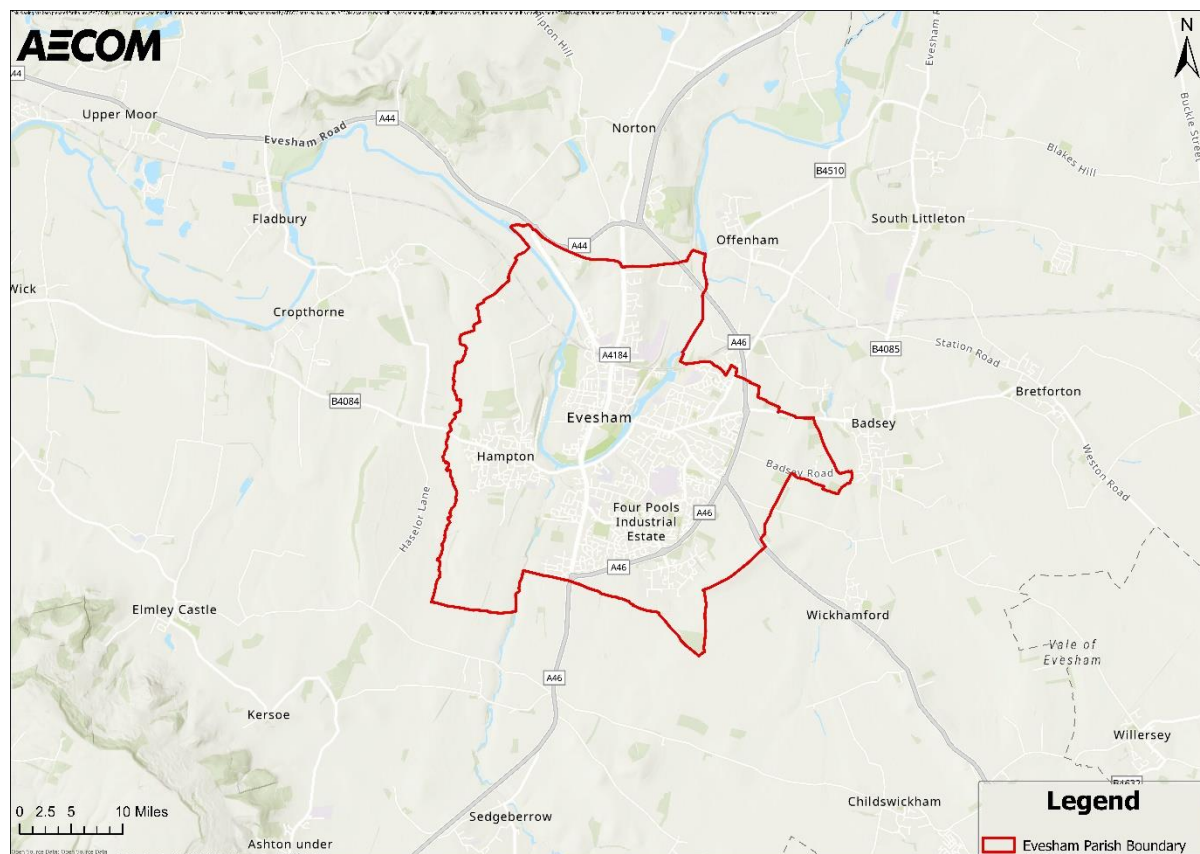 AECOM
N
44
Upper Moor
Evesham Road
A44
Norton
Buckle Street
Blakes Hill
B4510
Fladbury
South Littleton
A44
Offenham
Wick
Cropthorne
A46
B4085
Station Road
A4184
Bretforton
B4084
Evesham
Badsey
Hampton
Badsey Road
Weston Road
Haselor Lane
Four Pools
Industrial
Estate
A46
A46
Elmley Castle
Wickhamford
Vale of
Evesham
A46
Kersoe
Willersey
0 2.5 5 10 Miles
Childswickham
Legend
Sedgeberrow
Ashton under
Evesham Parish Boundary